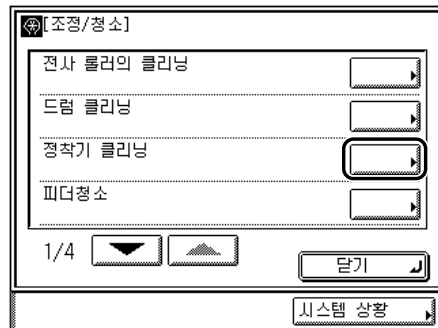 [조정/청소]
전사 롤러의 클리닝
드럼 클리닝
정착기 클리닝
피더청소
1/4
닫기
시스템 상황